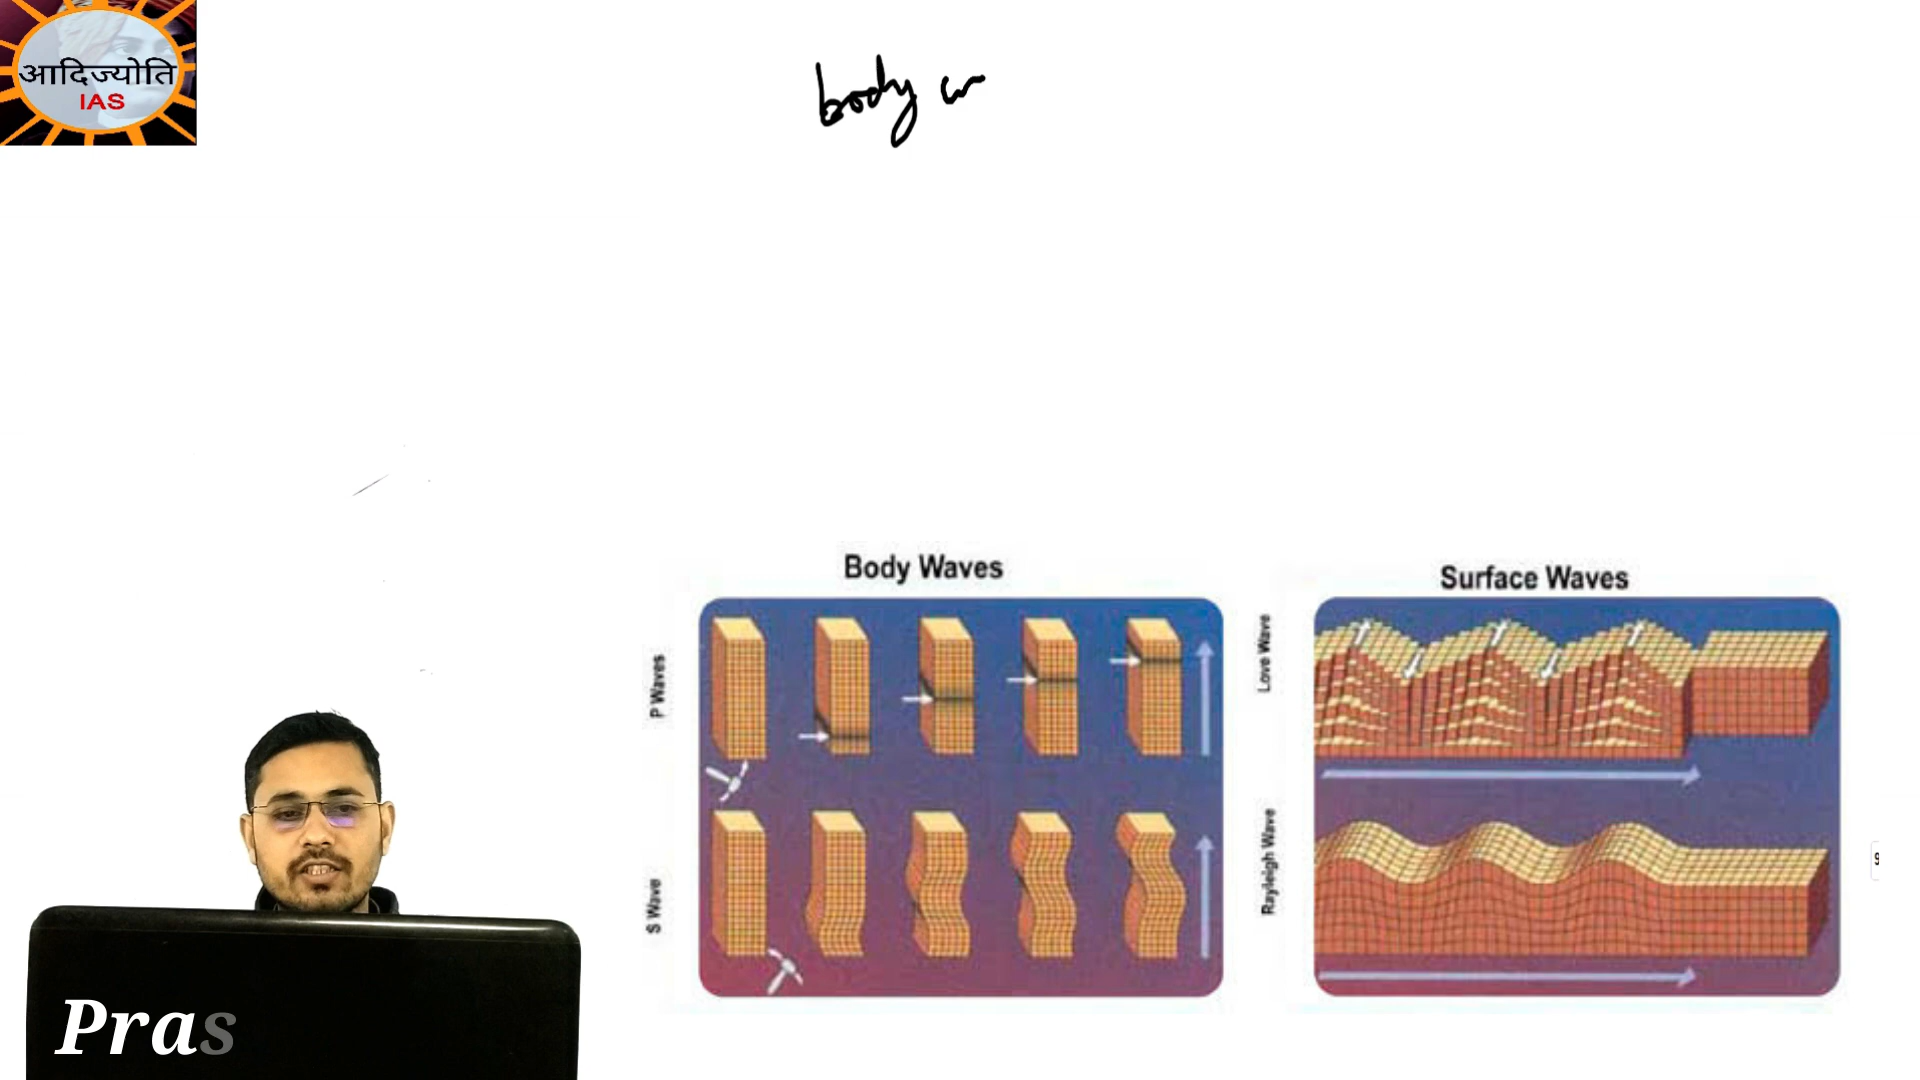 आदिज्योति
IAS
body w
Body Waves
Surface Waves
P Waves
S Wave
Love Wave
Rayleigh Wave
Pras